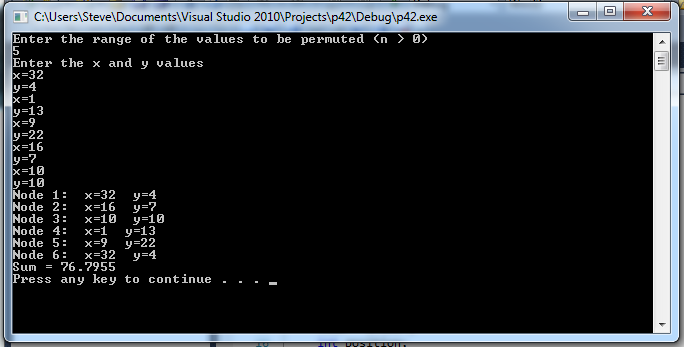 C:\Users\Steve\Documents\Visual Studio 2010\Projects\p42\Debug\p42.exe
Enter the range of the values to be permuted (n > 0)
5
Enter the x and y values
x=32
y=4
x=1
y=13
x=9
y=22
x=16
y=7
x=10
y=10
Node 1:  x=32  y=4
Node 2:  x=16  y=7
Node 3:  x=10  y=10
Node 4:  x=1  y=13
Node 5:  x=9  y=22
Node 6:  x=32  y=4
Sum = 76.7955
Press any key to continue . . .
int position;